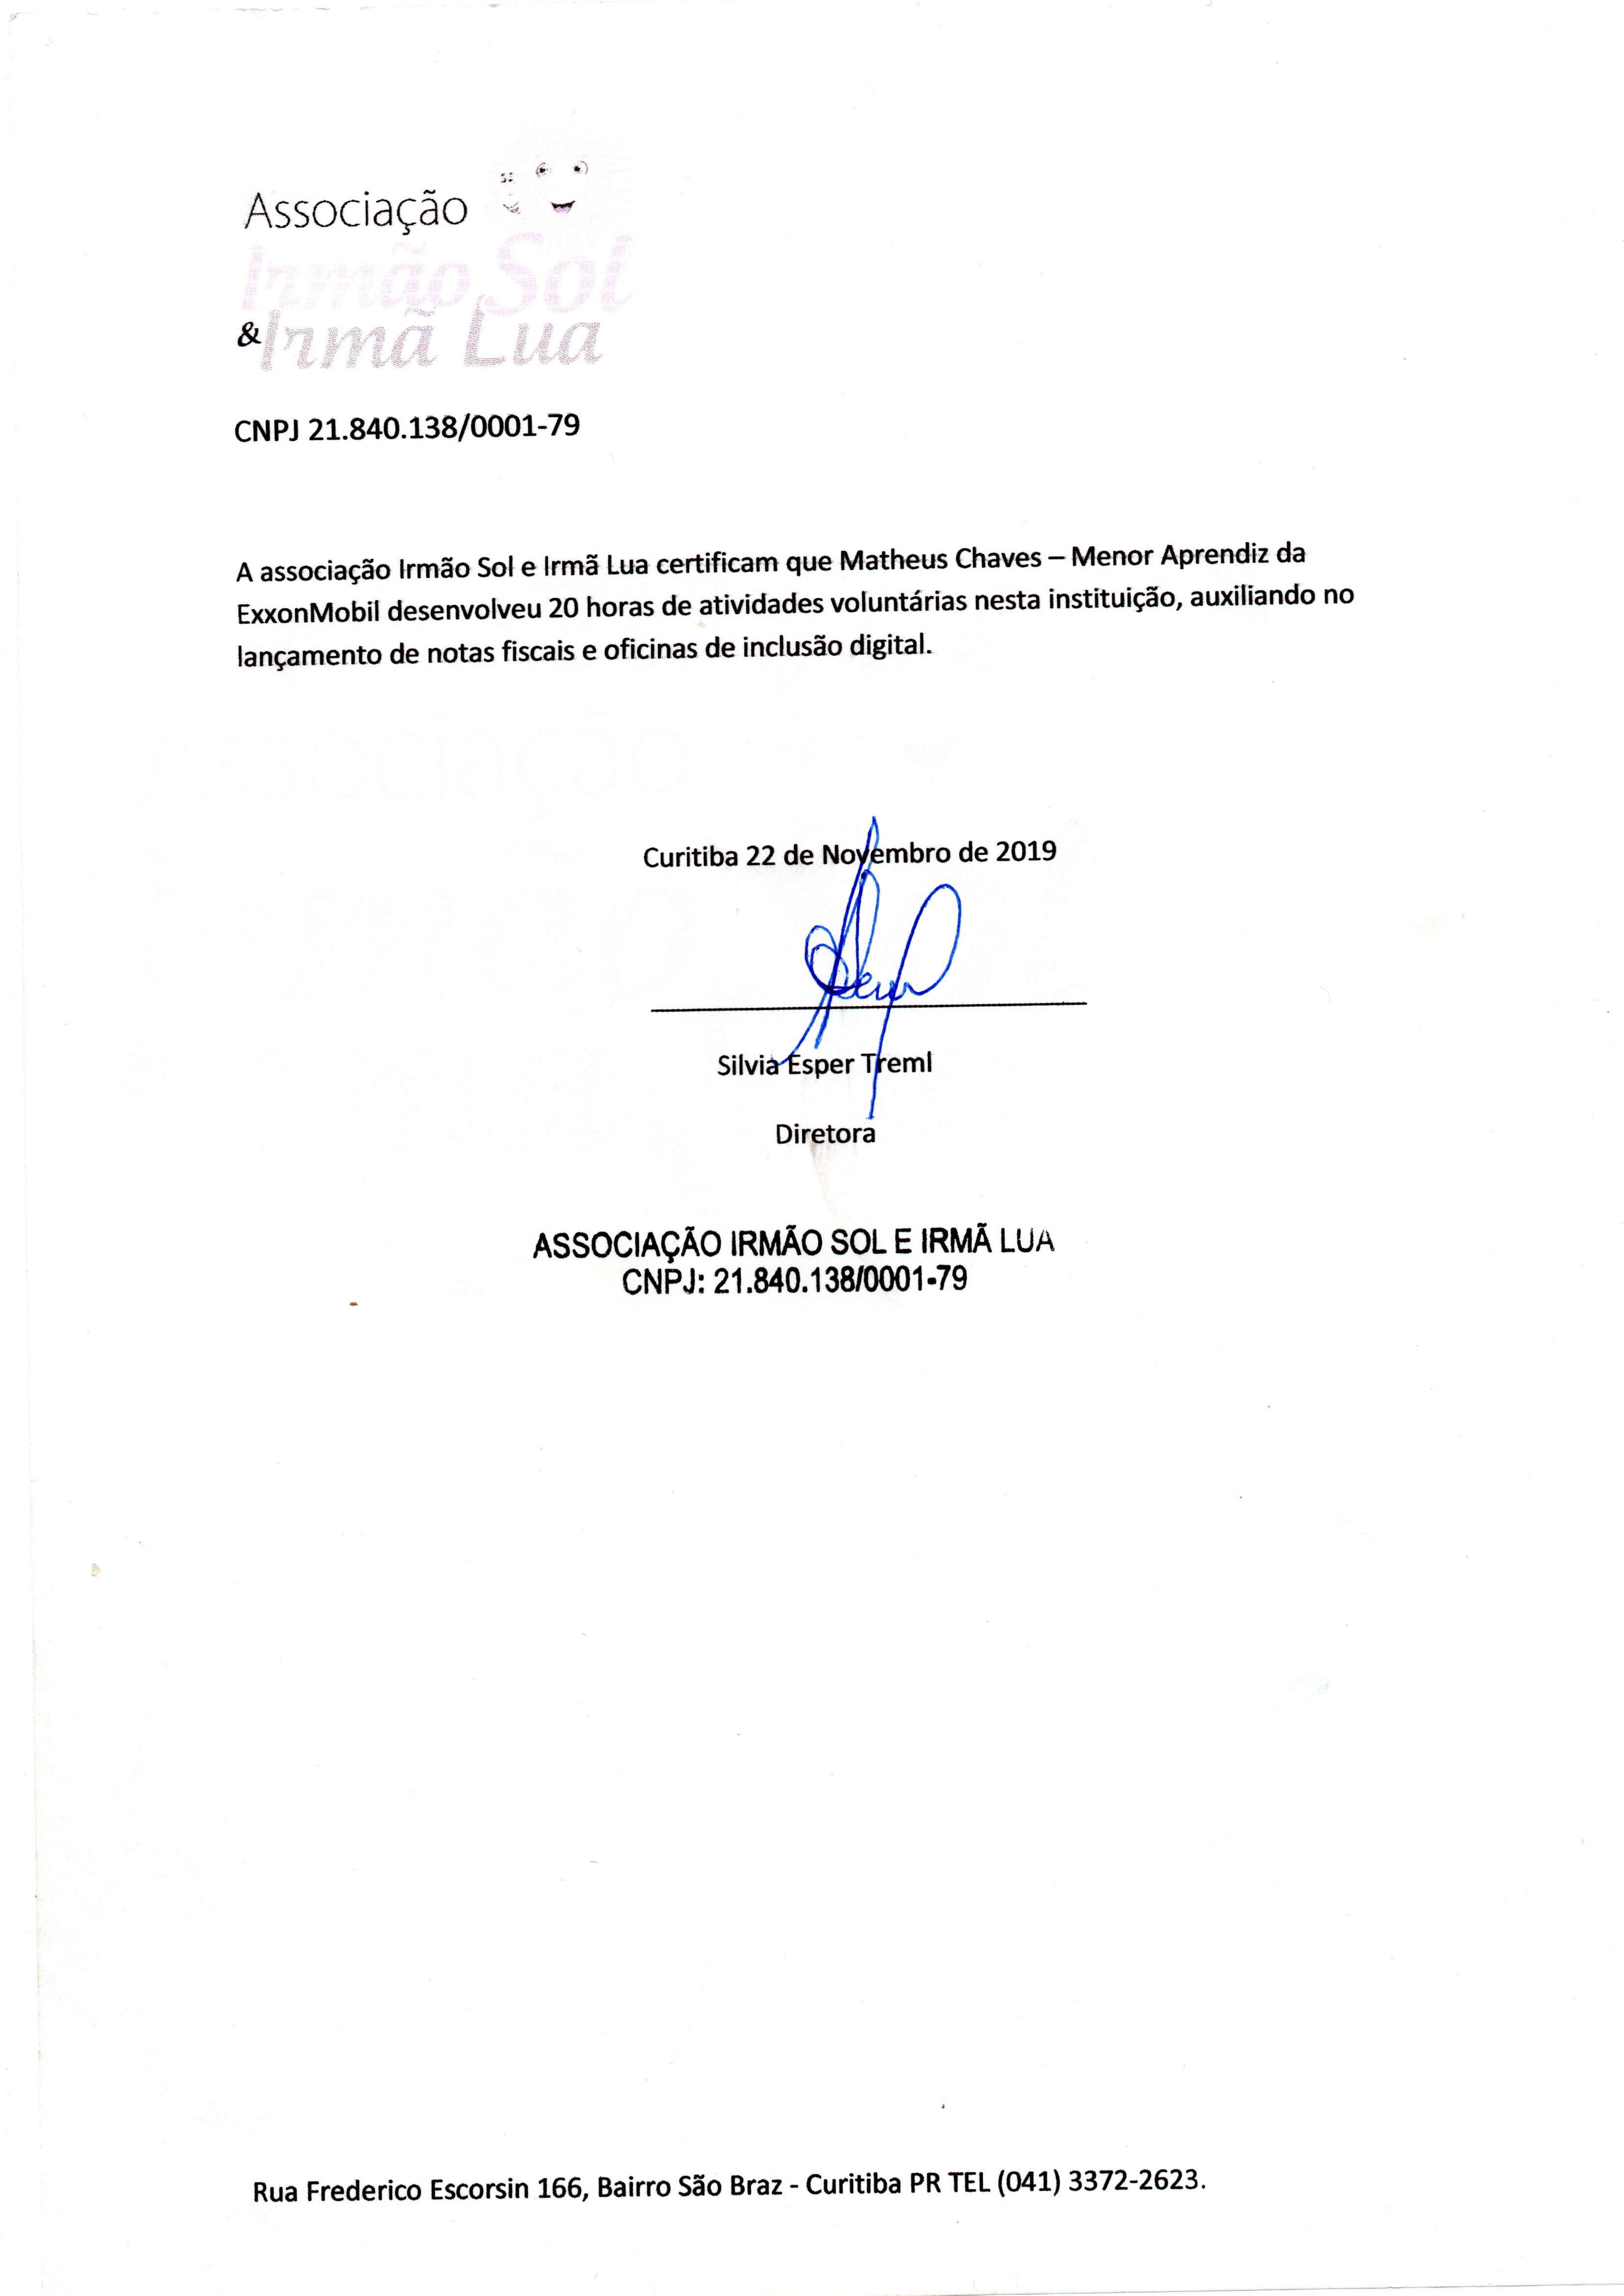 Associação
Irmão Sol
& Irmã Lua
CNPJ 21.840.138/0001-79
A associação Irmão Sol e Irmã Lua certificam que Matheus Chaves – Menor Aprendiz da
ExxonMobil desenvolveu 20 horas de atividades voluntárias nesta instituição, auxiliando no
lançamento de notas fiscais e oficinas de inclusão digital.
Curitiba 22 de Novembro de 2019
Silvia Esper Treml
Diretora
ASSOCIAÇÃO IRMÃO SOL E IRMÃ LUA
CNPJ: 21.840.138/0001-79
Rua Frederico Escorsin 166, Bairro São Braz - Curitiba PR TEL (041) 3372-2623.